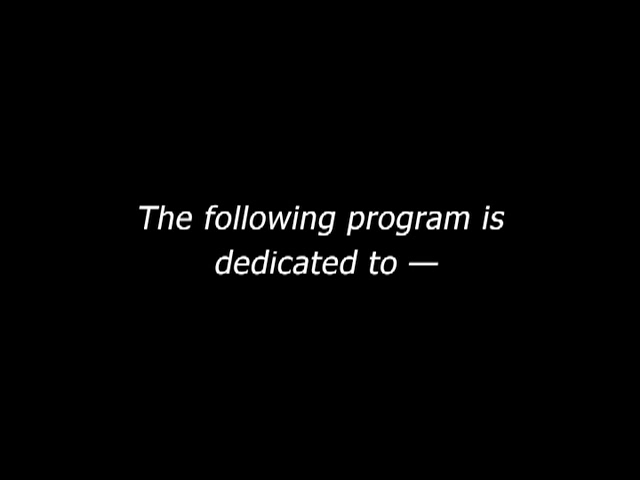 The following program is
dedicated to —